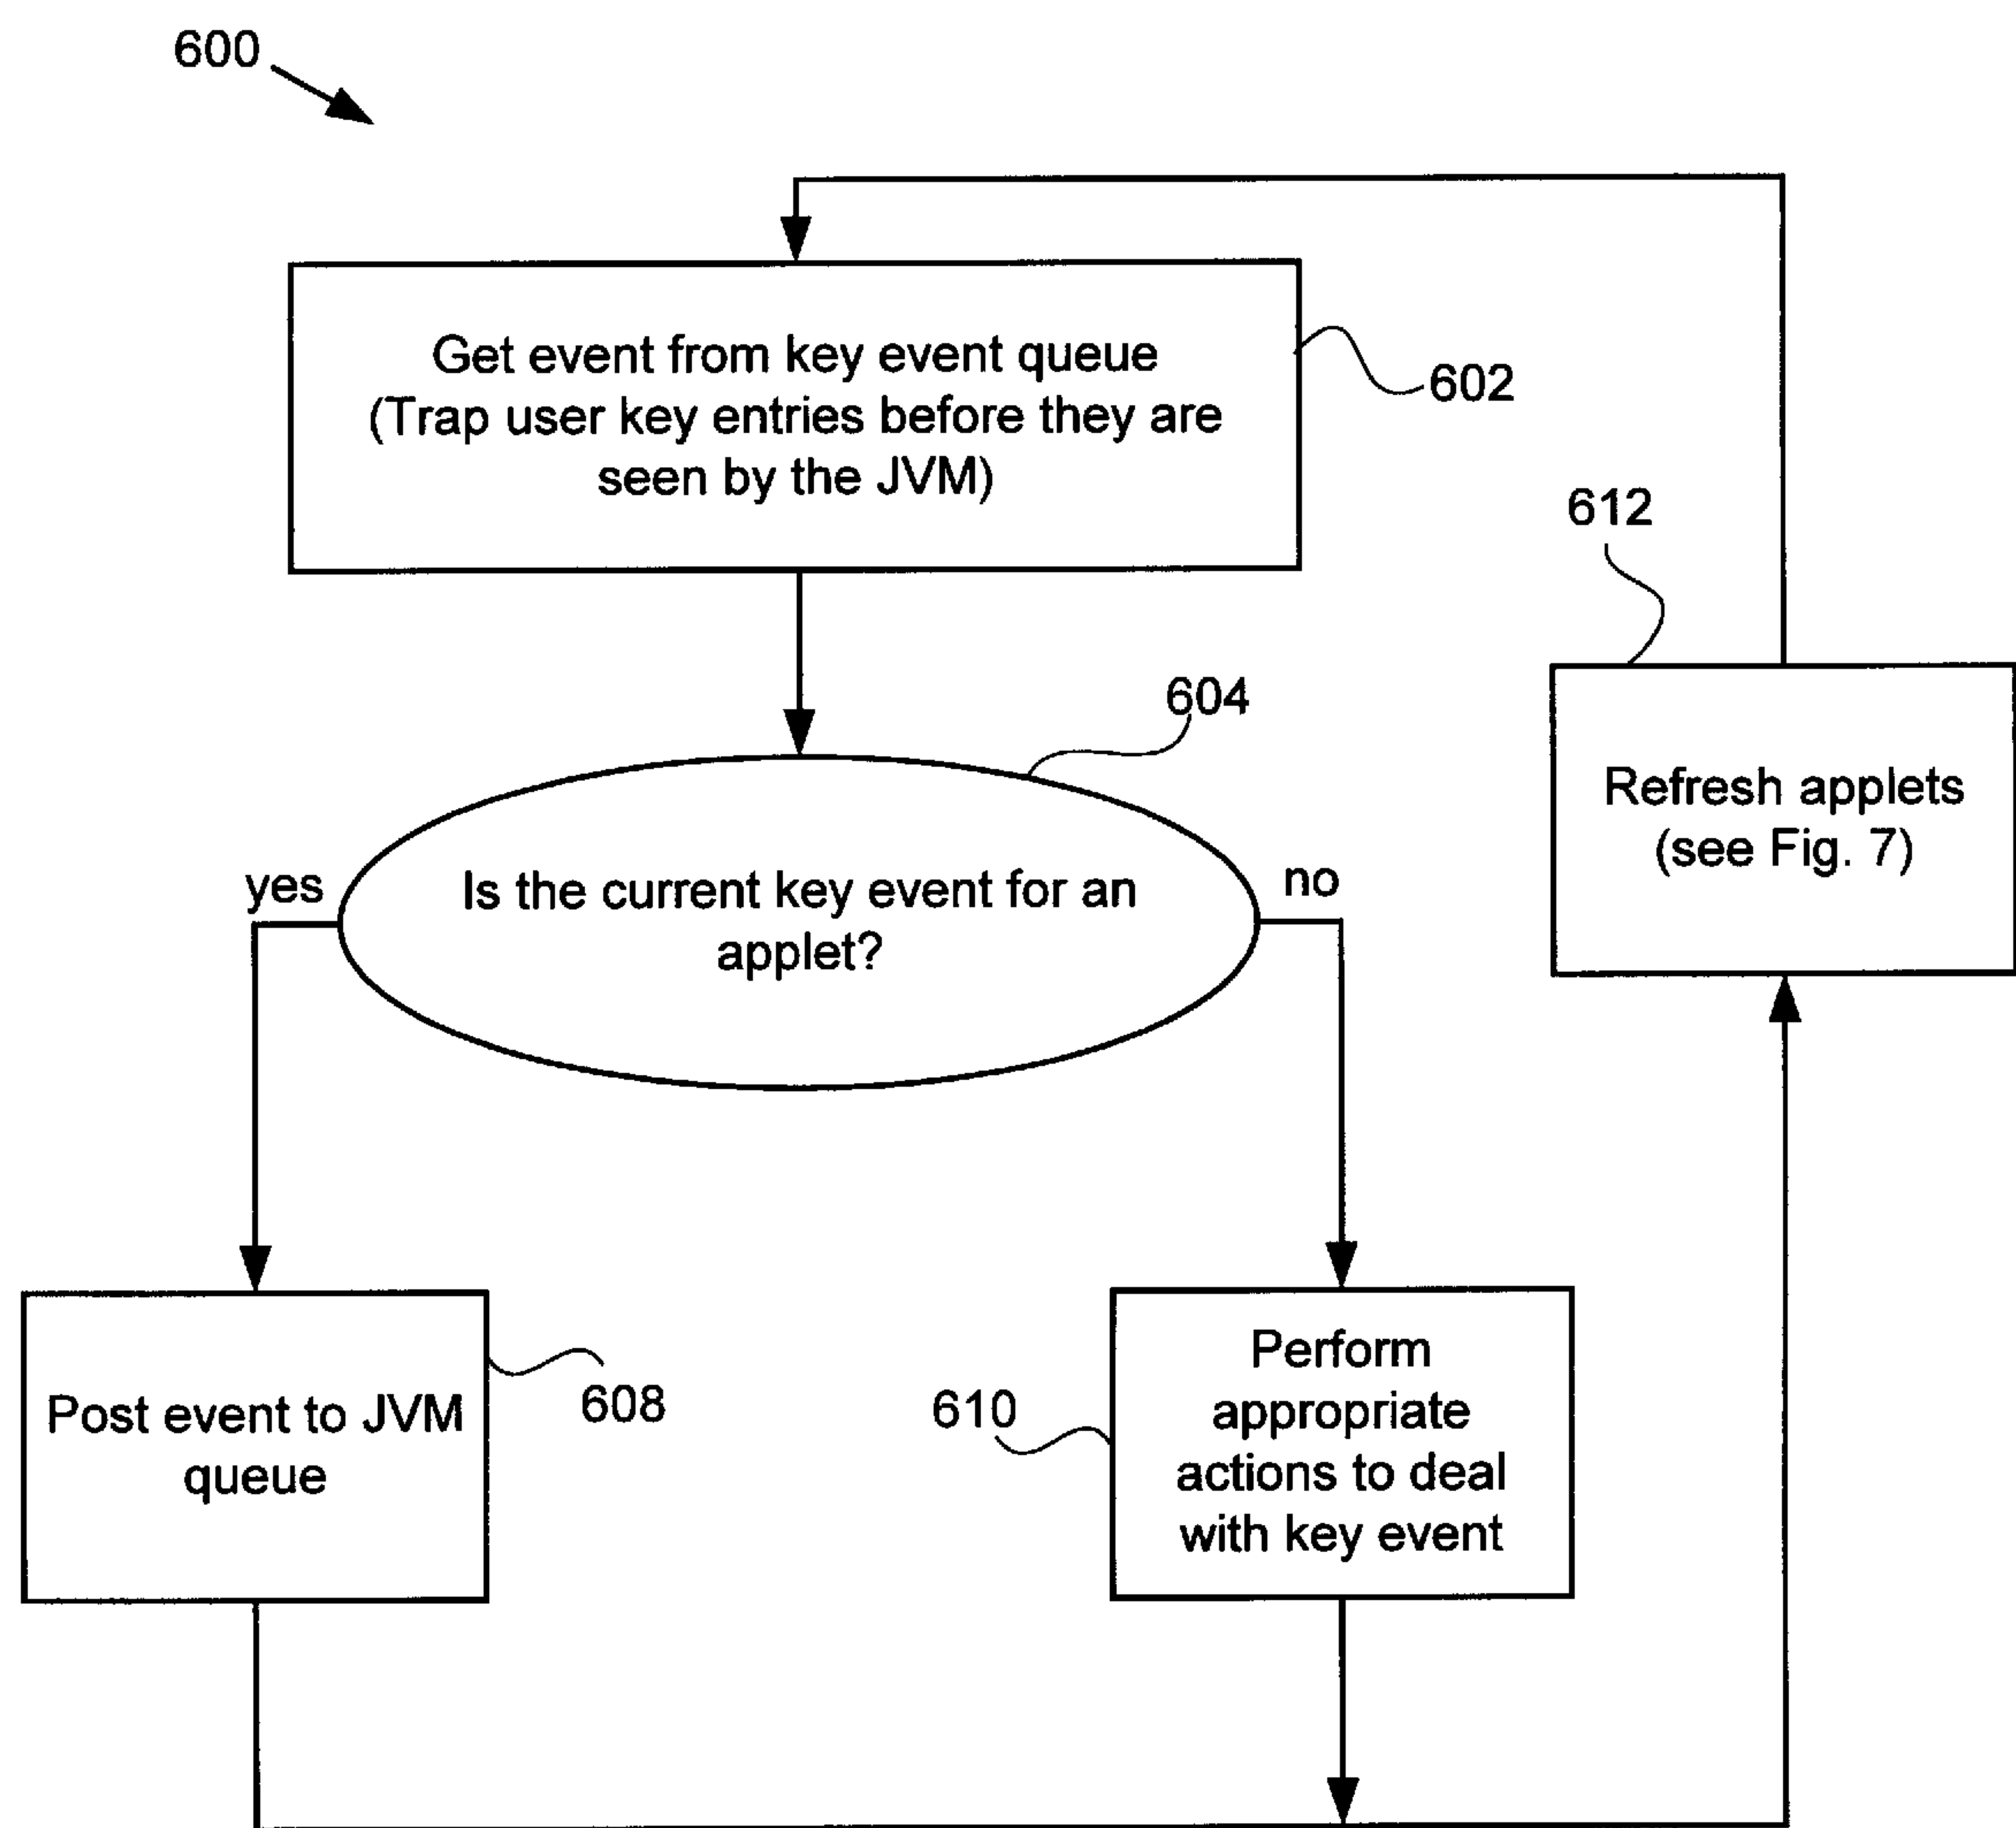 600
Get event from key event queue
(Trap user key entries before they are
seen by the JVM)
602
612
604
Refresh applets
(see Fig. 7)
yes
Is the current key event for an
applet?
no
Post event to JVM
queue
608
610
Perform
appropriate
actions to deal
with key event